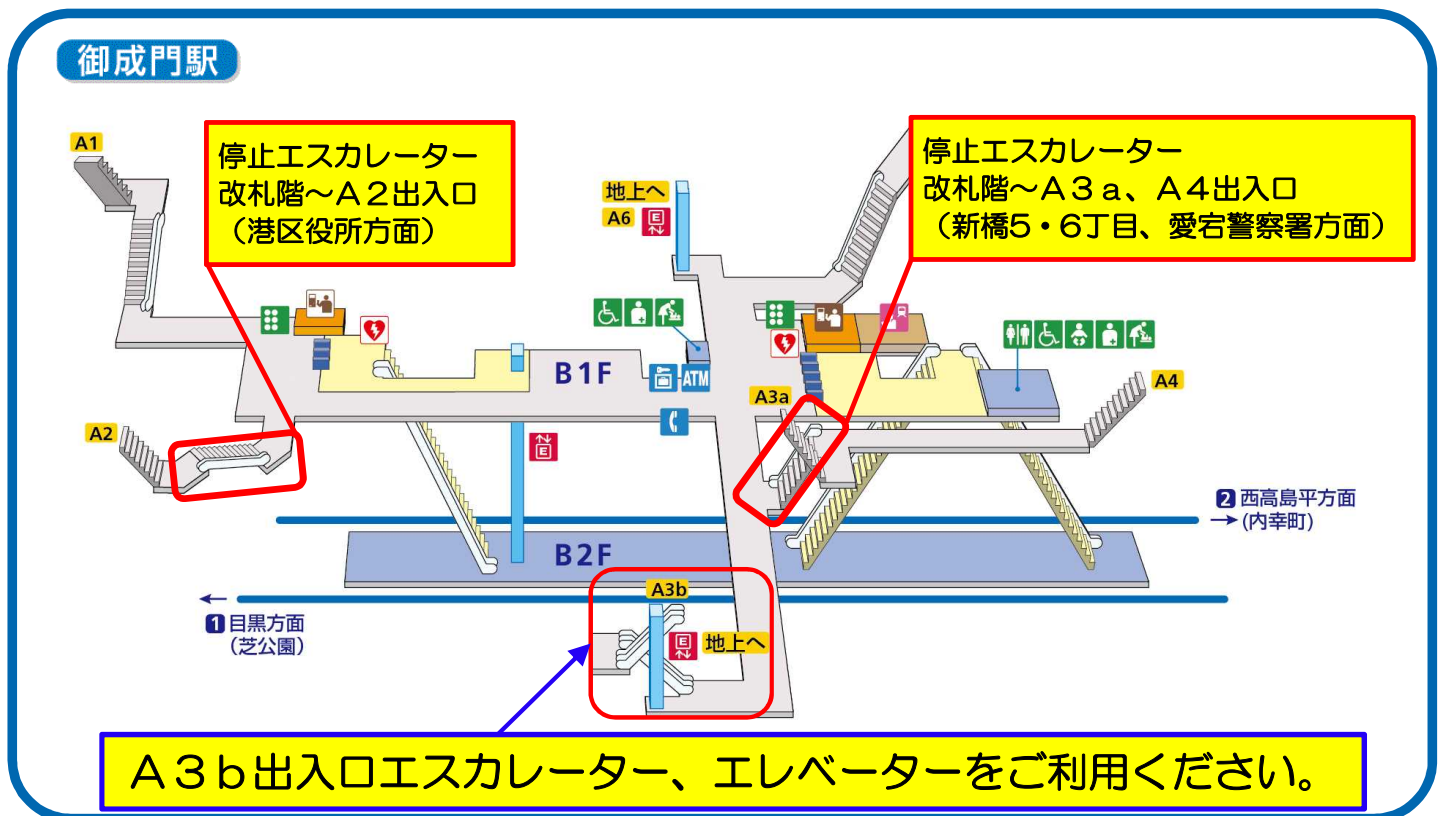 御成門駅
A1
停止エスカレーター
改札階～A2出入口
（港区役所方面）
地上へ
A6
E
停止エスカレーター
改札階～A3a、A4出入口
（新橋5・6丁目、愛宕警察署方面）
B1F
ATM
A3a
A4
A2
E
2 西高島平方面
(内幸町)
B2F
A3b
1 目黒方面
(芝公園)
E
地上へ
A3b出入口エスカレーター、エレベーターをご利用ください。